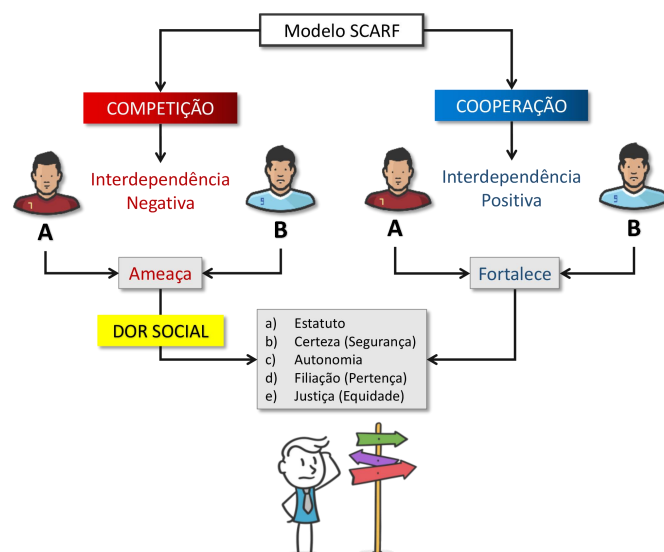 Modelo SCARF
COMPETIÇÃO
COOPERAÇÃO
Interdependência
Negativa
Interdependência
Positiva
A
B
A
B
Ameaça
Fortalece
DOR SOCIAL
a) Estatuto
b) Certeza (Segurança)
c) Autonomia
d) Filiação (Pertença)
e) Justiça (Equidade)